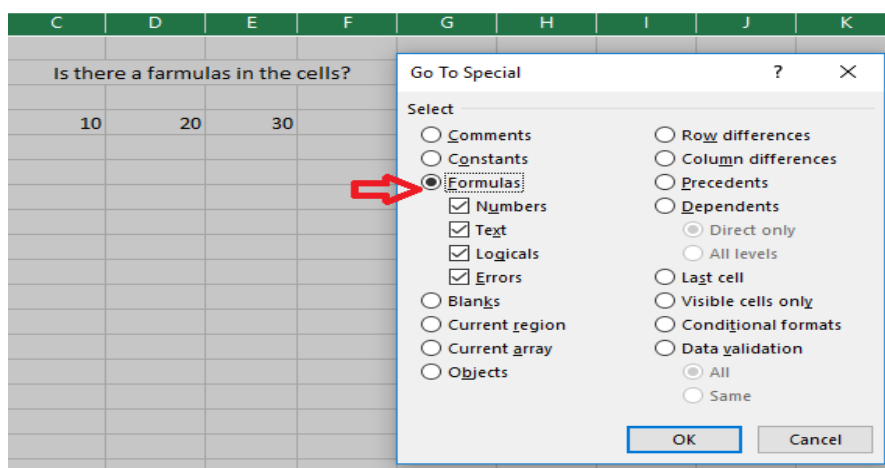 C D E F G H I J K
Is there a farmulas in the cells?
10 20 30
Go To Special ? ×
Select
Comments
Constants
Formulas
Numbers
Text
Logicals
Errors
Blanks
Current region
Current array
Objects
Row differences
Column differences
Precedents
Dependents
Direct only
All levels
Last cell
Visible cells only
Conditional formats
Data validation
All
Same
OK Cancel